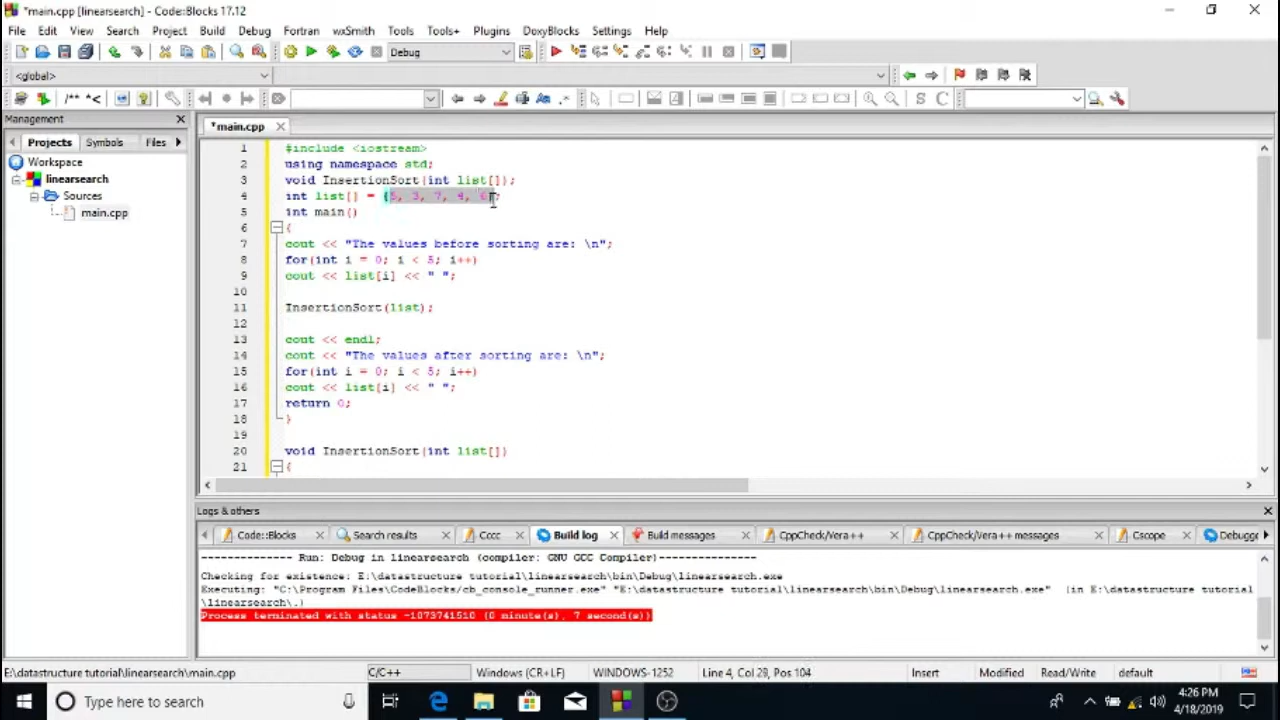 *main.cpp [linearsearch] - Code::Blocks 17.12
File Edit View Search Project Build Debug Fortran wxSmith Tools Tools+ Plugins DoxyBlocks Settings Help
Debug
<global>
/** *<
S C
Management
Projects Symbols Files
*main.cpp
Workspace
linearsearch
Sources
main.cpp
1 #include <iostream>
2 using namespace std;
3 void InsertionSort(int list[]);
4 int list[] = {5, 3, 7, 4, 6};
5 int main()
6 {
7 cout << "The values before sorting are: \n";
8 for(int i = 0; i < 5; i++)
9 cout << list[i] << " ";
10
11 InsertionSort(list);
12
13 cout << endl;
14 cout << "The values after sorting are: \n";
15 for(int i = 0; i < 5; i++)
16 cout << list[i] << " ";
17 return 0;
18 }
19
20 void InsertionSort(int list[])
21 {
Logs & others
Code::Blocks Search results Cccc Build log Build messages CppCheck/Vera++ CppCheck/Vera++ messages Cscope Debugge
-------------- Run: Debug in linearsearch (compiler: GNU GCC Compiler)---------------
Checking for existence: E:\datastructure tutorial\linearsearch\bin\Debug\linearsearch.exe
Executing: "C:\Program Files\CodeBlocks/cb_console_runner.exe" "E:\datastructure tutorial\linearsearch\bin\Debug\linearsearch.exe" (in E:\datastructure tutorial
\linearsearch\.)
Process terminated with status -1073741510 (0 minute(s), 7 second(s))
E:\datastructure tutorial\linearsearch\main.cpp C/C++ Windows (CR+LF) WINDOWS-1252 Line 4, Col 29, Pos 104 Insert Modified Read/Write default
Type here to search
4:26 PM
4/18/2019